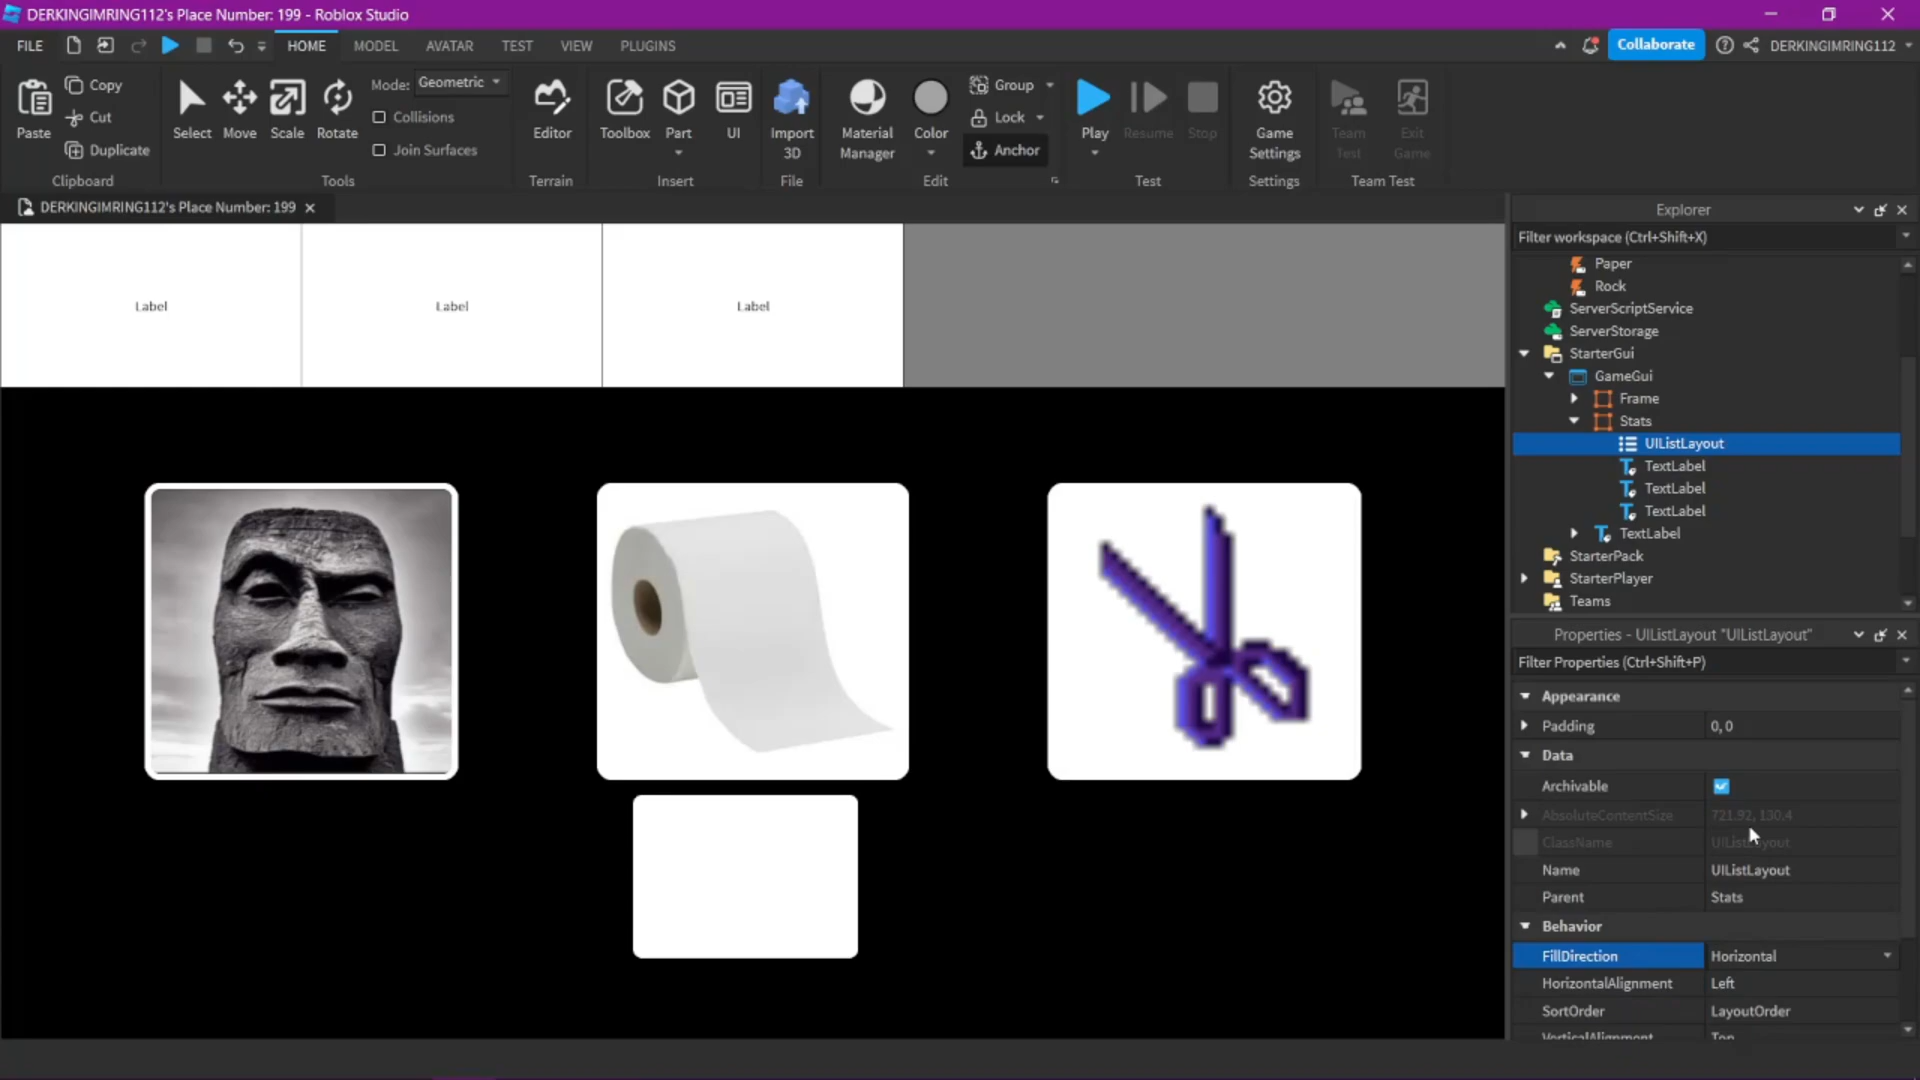 DERKINGIMRING112's Place Number: 199 - Roblox Studio
FILE HOME MODEL AVATAR TEST VIEW PLUGINS Collaborate DERKINGIMRING112
Paste
Copy
Cut
Duplicate
Clipboard
Select
Move
Scale
Rotate
Mode: Geometric
Collisions
Join Surfaces
Tools
Editor
Terrain
Toolbox
Part
UI
Insert
Import
3D
File
Material
Manager
Color
Group
Lock
Anchor
Edit
Play
Resume
Stop
Test
Game
Settings
Settings
Team
Test
Exit
Game
Team Test
DERKINGIMRING112's Place Number: 199
Label
Label
Label
Explorer
Filter workspace (Ctrl+Shift+X)
Paper
Rock
ServerScriptService
ServerStorage
StarterGui
GameGui
Frame
Stats
UIListLayout
TextLabel
TextLabel
TextLabel
TextLabel
StarterPack
StarterPlayer
Teams
Properties - UIListLayout "UIListLayout"
Filter Properties (Ctrl+Shift+P)
Appearance
Padding 0, 0
Data
Archivable
AbsoluteContentSize 721.92, 130.4
ClassName UIListLayout
Name UIListLayout
Parent Stats
Behavior
FillDirection Horizontal
HorizontalAlignment Left
SortOrder LayoutOrder
VerticalAlignment Top